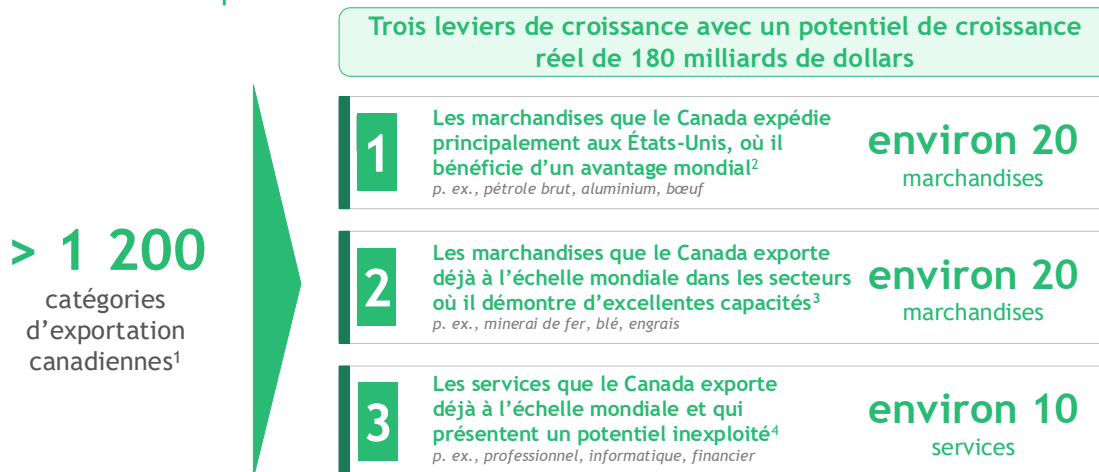 Trois leviers de croissance avec un potentiel de croissance
réel de 180 milliards de dollars
> 1 200
catégories
d’exportation
canadiennes¹
1
Les marchandises que le Canada expédie
principalement aux États-Unis, où il
bénéficie d’un avantage mondial²
p. ex., pétrole brut, aluminium, bœuf
environ 20
marchandises
2
Les marchandises que le Canada exporte
déjà à l’échelle mondiale dans les secteurs
où il démontre d’excellentes capacités³
p. ex., minerai de fer, blé, engrais
environ 20
marchandises
3
Les services que le Canada exporte
déjà à l’échelle mondiale et qui
présentent un potentiel inexploité⁴
p. ex., professionnel, informatique, financier
environ 10
services